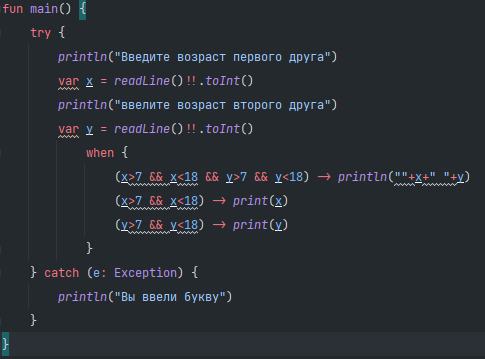 fun main() {
try {
println("Введите возраст первого друга")
var x = readLine()!!.toInt()
println("ввелите возраст второго друга")
var y = readLine()!!.toInt()
when {
(x>7 && x<18 && y>7 && y<18) -> println(""+x+" "+y)
(x>7 && x<18) -> print(x)
(y>7 && y<18) -> print(y)
}
} catch (e: Exception) {
println("Вы ввели букву")
}
}